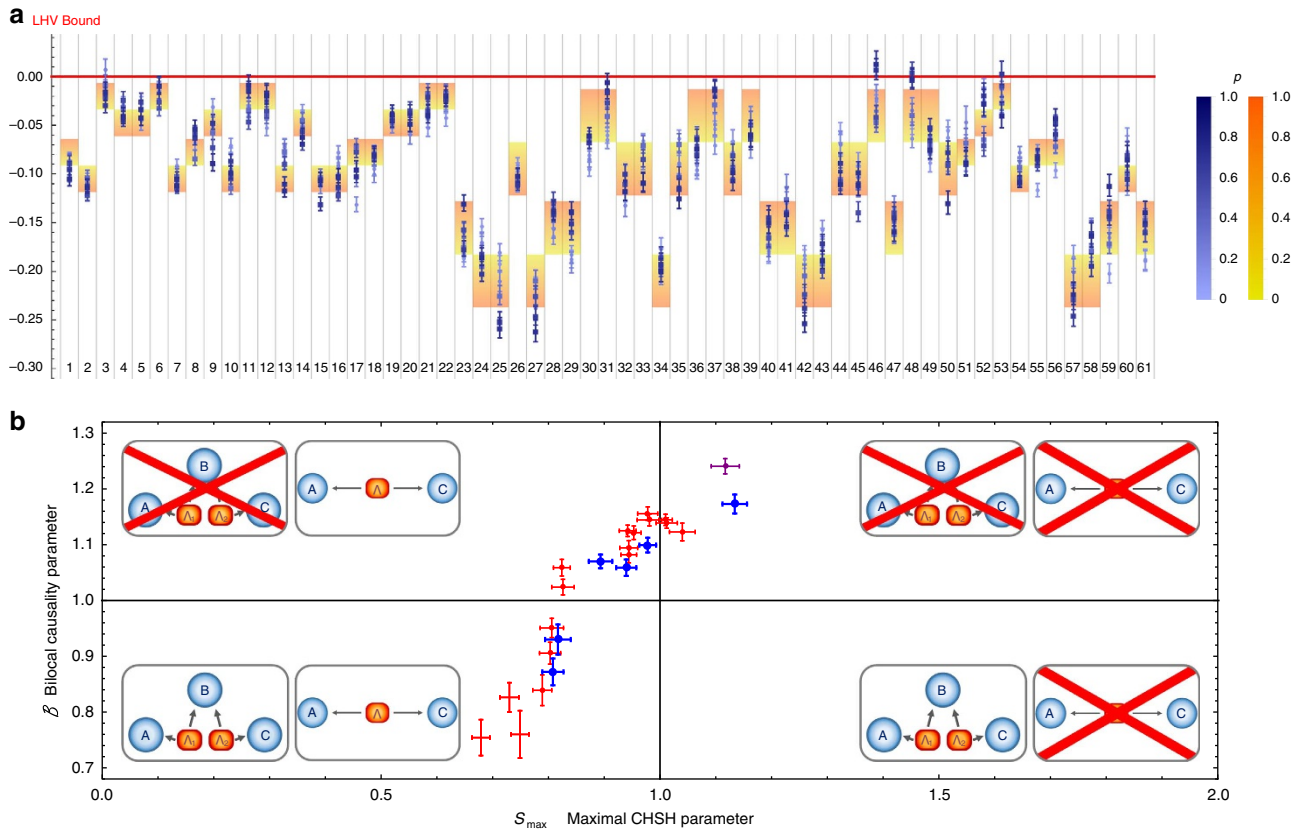 a LHV Bound
0.00
−0.05
−0.10
−0.15
−0.20
−0.25
−0.30
1 2 3 4 5 6 7 8 9 10 11 12 13 14 15 16 17 18 19 20 21 22 23 24 25 26 27 28 29 30 31 32 33 34 35 36 37 38 39 40 41 42 43 44 45 46 47 48 49 50 51 52 53 54 55 56 57 58 59 60 61
p
1.0 1.0
0.8 0.8
0.6 0.6
0.4 0.4
0.2 0.2
0 0
b
1.3
1.2
1.1
1.0
0.9
0.8
0.7
ℬ Bilocal causality parameter
B
A Λ₁ Λ₂ C
A Λ C
B
A Λ₁ Λ₂ C
A C
B
A Λ₁ Λ₂ C
A Λ C
B
A Λ₁ Λ₂ C
A C
0.0 0.5 1.0 1.5 2.0
Smax Maximal CHSH parameter